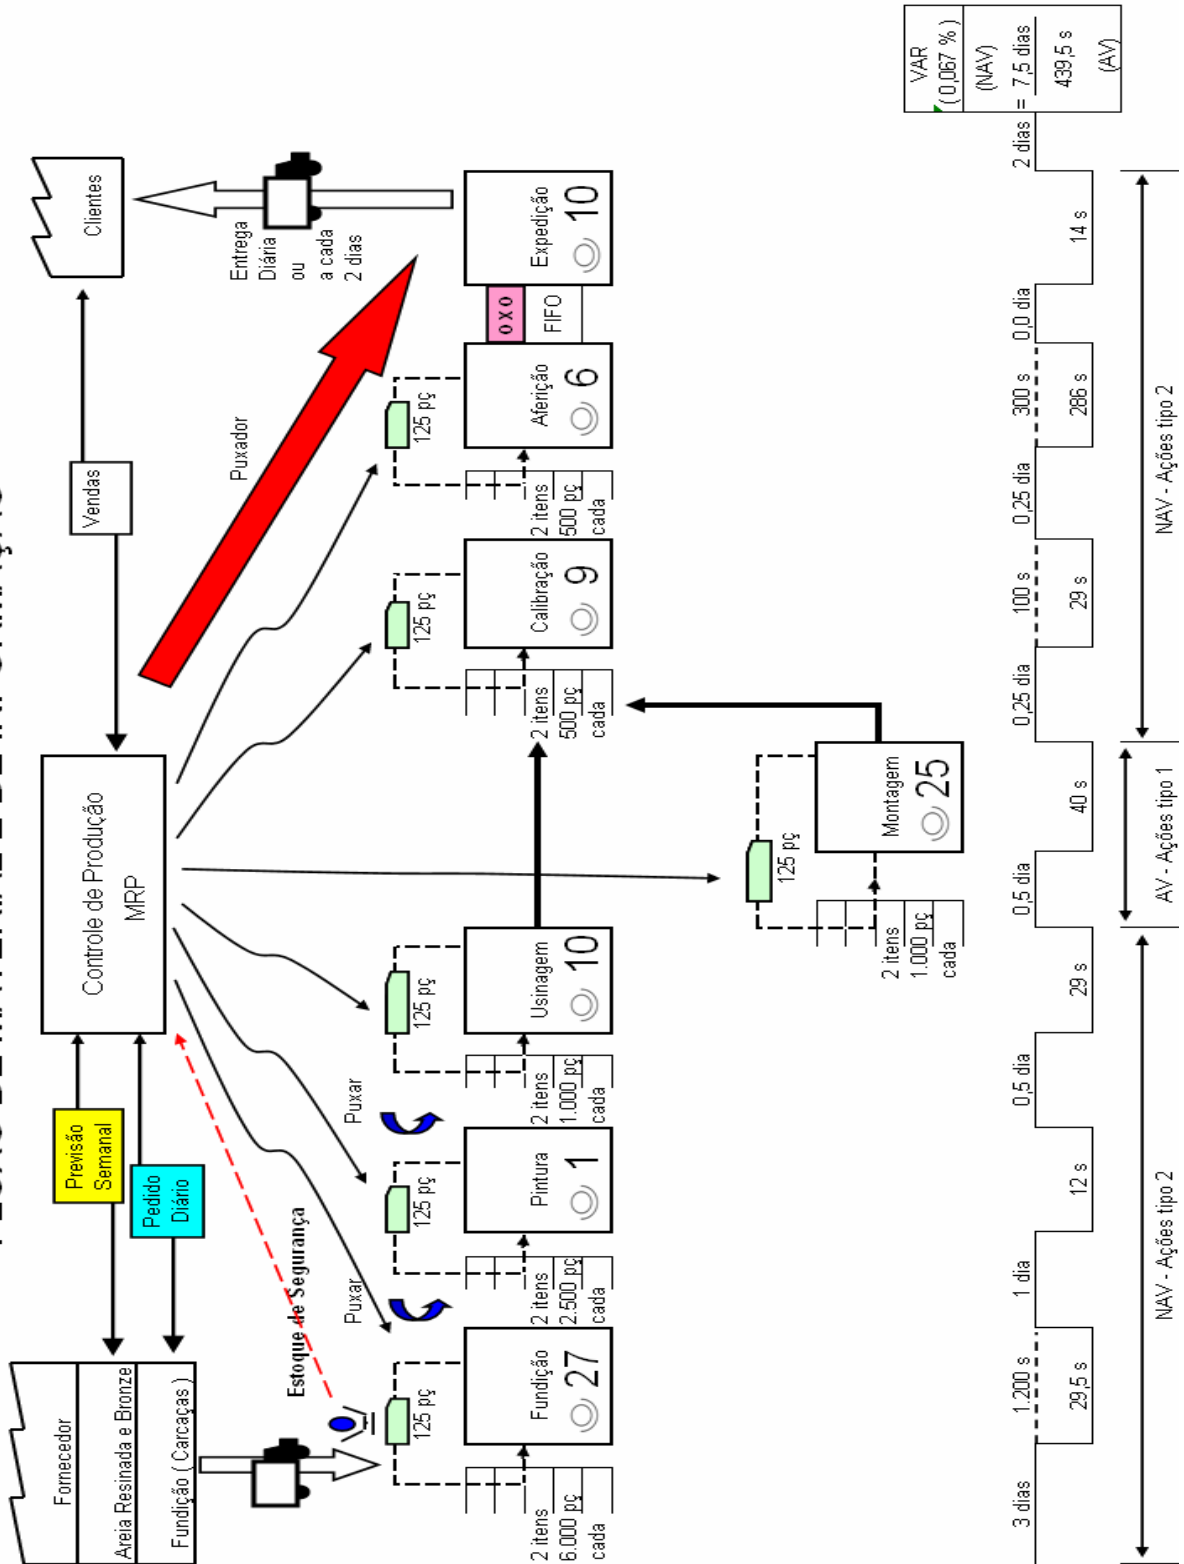 Fornecedor
Areia Resinada e Bronze
Fundição ( Carcaças )
Previsão
Semanal
Pedido
Diário
Controle de Produção
MRP
Vendas
Clientes
Estoque de Segurança
Puxar
Puxar
Puxador
Entrega
Diária
ou
a cada
2 dias
125 pç
125 pç
125 pç
125 pç
125 pç
2 itens
6.000 pç
cada
Fundição
27
2 itens
2.500 pç
cada
Pintura
1
2 itens
1.000 pç
cada
Usinagem
10
2 itens
500 pç
cada
Calibração
9
2 itens
500 pç
cada
Aferição
6
OXO
FIFO
Expedição
10
125 pç
2 itens
1.000 pç
cada
Montagem
25
3 dias
1.200 s
29,5 s
1 dia
12 s
0,5 dia
29 s
0,5 dia
40 s
0,25 dia
100 s
29 s
0,25 dia
300 s
286 s
0,0 dia
14 s
2 dias
VAR
( 0,067 % )
(NAV)
= 7,5 dias
439,5 s
(AV)
NAV - Ações tipo 2
AV - Ações tipo 1
NAV - Ações tipo 2